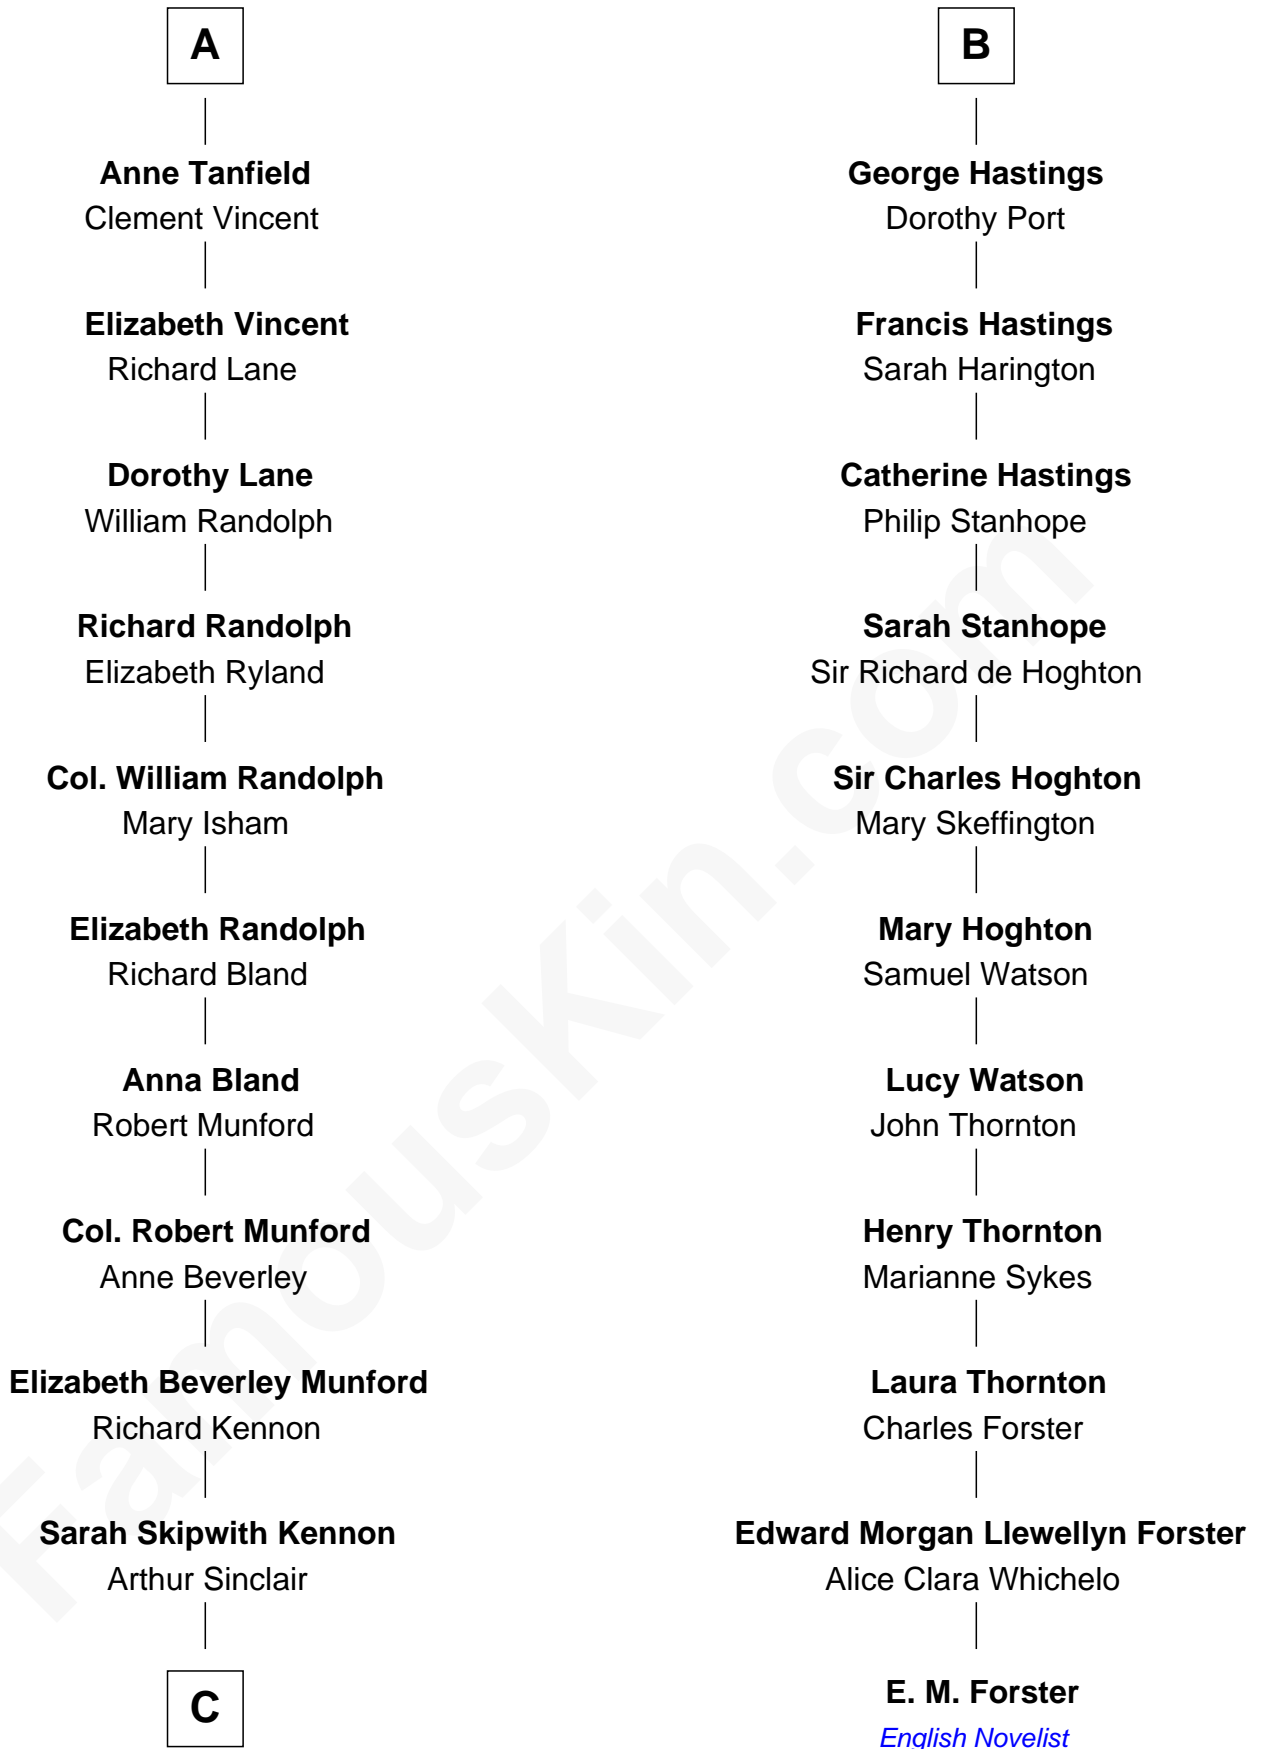 A
Anne Tanfield
Clement Vincent
Elizabeth Vincent
Richard Lane
Dorothy Lane
William Randolph
Richard Randolph
Elizabeth Ryland
Col. William Randolph
Mary Isham
Elizabeth Randolph
Richard Bland
Anna Bland
Robert Munford
Col. Robert Munford
Anne Beverley
Elizabeth Beverley Munford
Richard Kennon
Sarah Skipwith Kennon
Arthur Sinclair
C
B
George Hastings
Dorothy Port
Francis Hastings
Sarah Harington
Catherine Hastings
Philip Stanhope
Sarah Stanhope
Sir Richard de Hoghton
Sir Charles Hoghton
Mary Skeffington
Mary Hoghton
Samuel Watson
Lucy Watson
John Thornton
Henry Thornton
Marianne Sykes
Laura Thornton
Charles Forster
Edward Morgan Llewellyn Forster
Alice Clara Whichelo
E. M. Forster
English Novelist
FamousKin.com